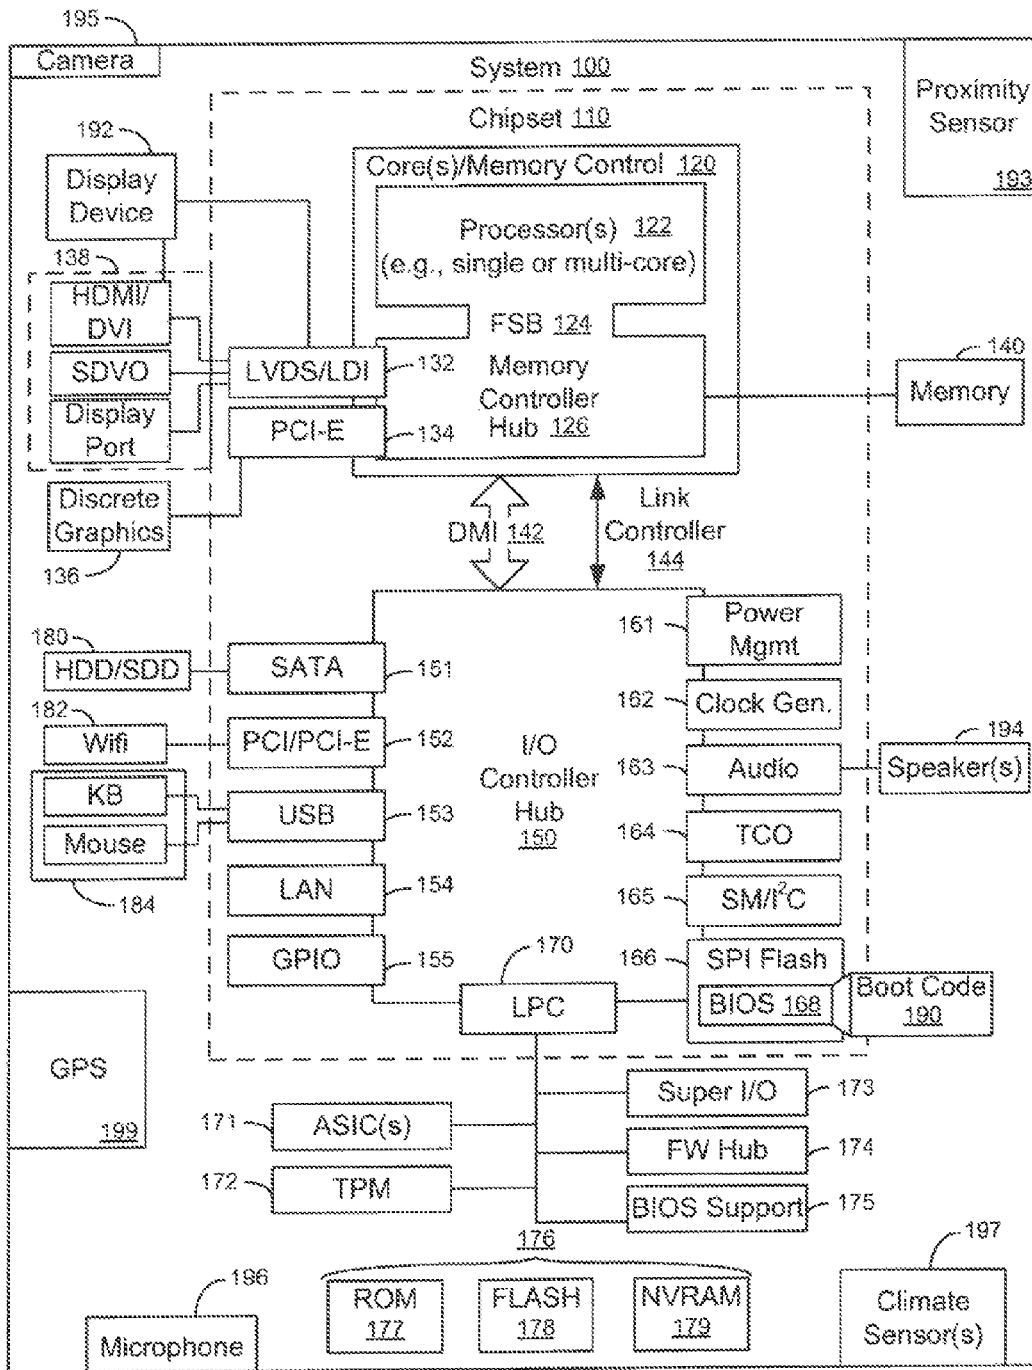 195
Camera
System 100
Proximity
Sensor
193
Chipset 110
192
Display
Device
Core(s)/Memory Control 120
Processor(s) 122
(e.g., single or multi-core)
138
HDMI/
DVI
SDVO
Display
Port
FSB 124
LVDS/LDI
132
Memory
Controller
Hub 126
PCI-E
134
140
Memory
Discrete
Graphics
136
DMI 142
Link
Controller
144
180
HDD/SDD
SATA
151
161
Power
Mgmt
182
Wifi
PCI/PCI-E
152
162
Clock Gen.
I/O
Controller
Hub
150
163
Audio
194
Speaker(s)
KB
Mouse
184
USB
153
164
TCO
LAN
154
165
SM/I²C
GPIO
155
170
LPC
166
SPI Flash
BIOS 168
Boot Code
190
GPS
199
171
ASIC(s)
172
TPM
Super I/O
173
FW Hub
174
BIOS Support
175
176
ROM
177
FLASH
178
NVRAM
179
196
Microphone
197
Climate
Sensor(s)